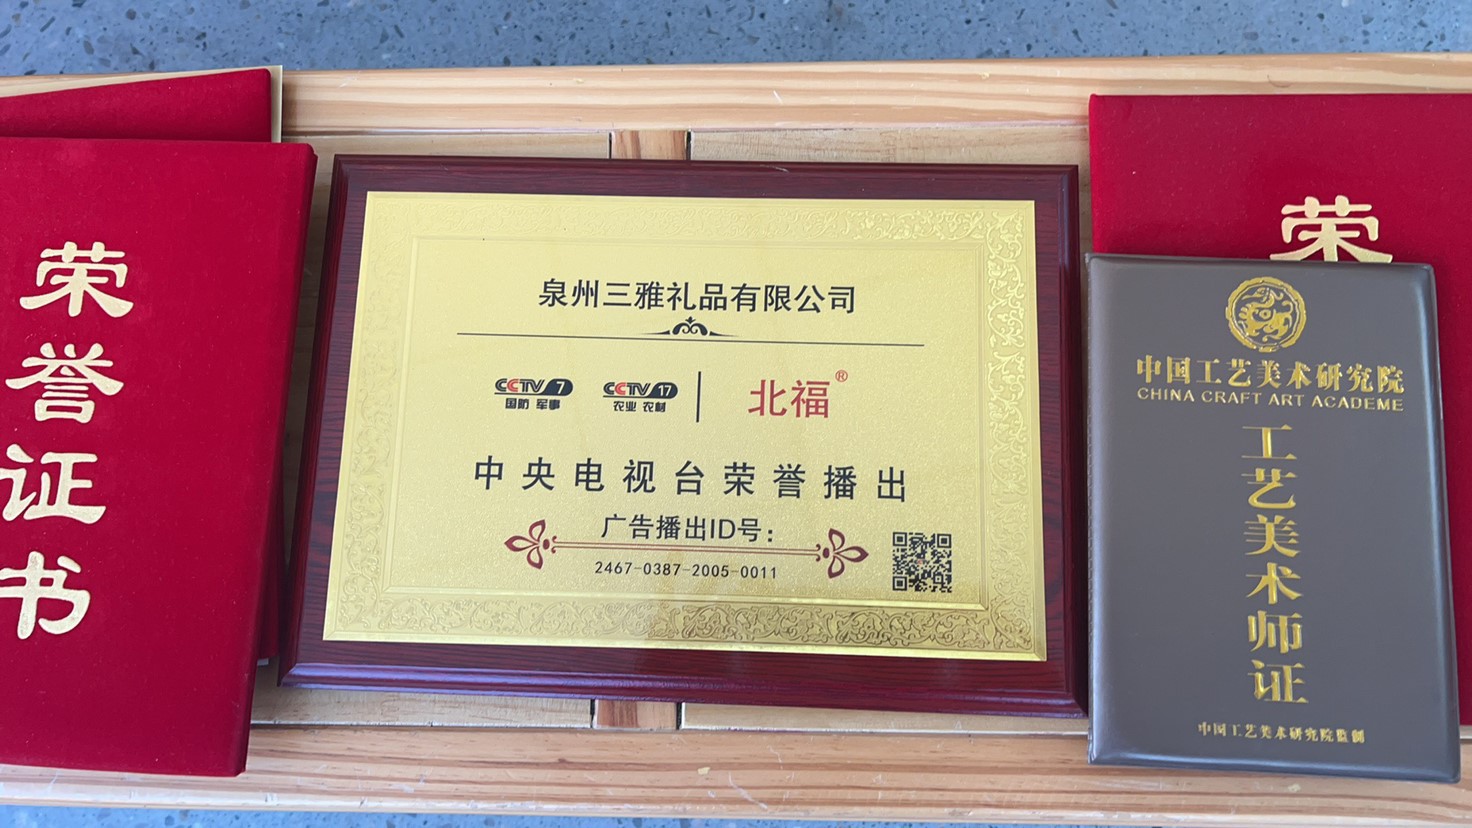 荣誉证书
泉州三雅礼品有限公司
CCTV 7 国防 军事
CCTV 17 农业 农村
北福®
中央电视台荣誉播出
广告播出ID号：
2467-0387-2005-0011
荣
中国工艺美术研究院
CHINA CRAFT ART ACADEME
工艺美术师证
中国工艺美术研究院监制